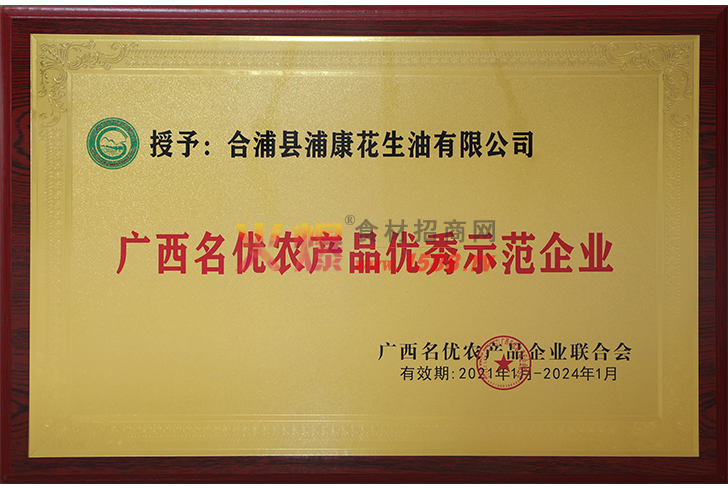 授予：合浦县浦康花生油有限公司
火爆®食材招商网
广西名优农产品优秀示范企业
广西名优农产品企业联合会
有效期：2021年1月-2024年1月